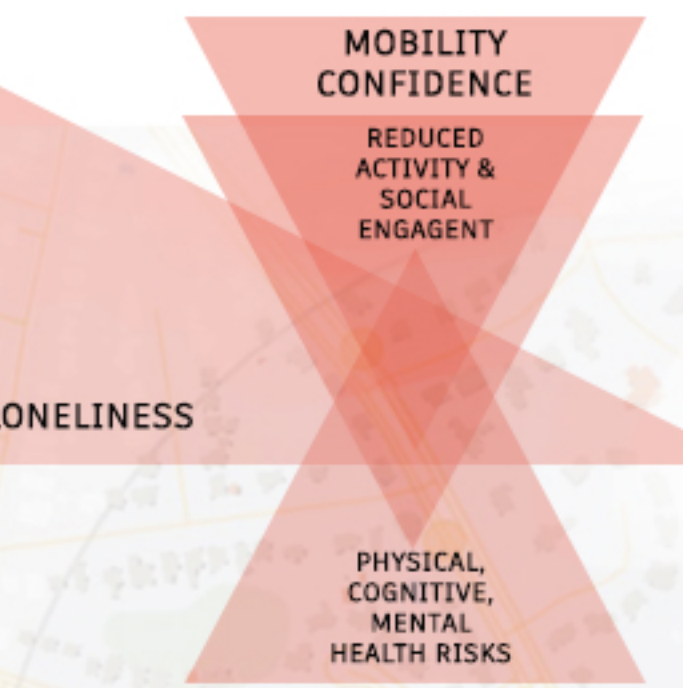 MOBILITY
CONFIDENCE
REDUCED
ACTIVITY &
SOCIAL
ENGAGENT
ONELINESS
PHYSICAL,
COGNITIVE,
MENTAL
HEALTH RISKS